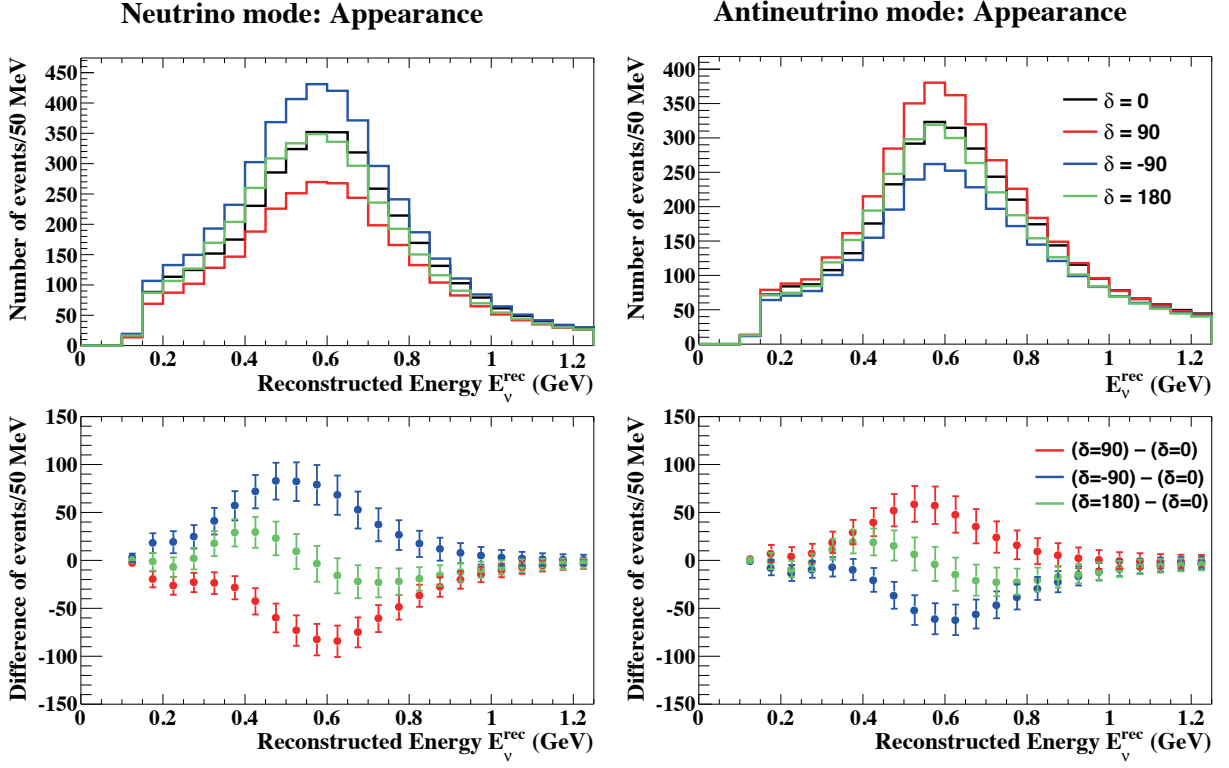 Neutrino mode: Appearance
Number of events/50 MeV
450
400
350
300
250
200
150
100
50
0
0 0.2 0.4 0.6 0.8 1 1.2
Reconstructed Energy E_ν^rec (GeV)
Antineutrino mode: Appearance
Number of events/50 MeV
400
350
300
250
200
150
100
50
0
δ = 0
δ = 90
δ = -90
δ = 180
0 0.2 0.4 0.6 0.8 1 1.2
E_ν^rec (GeV)
Difference of events/50 MeV
150
100
50
0
-50
-100
-150
0 0.2 0.4 0.6 0.8 1 1.2
Reconstructed Energy E_ν^rec (GeV)
Difference of events/50 MeV
150
100
50
0
-50
-100
-150
(δ=90) − (δ=0)
(δ=-90) − (δ=0)
(δ=180) − (δ=0)
0 0.2 0.4 0.6 0.8 1 1.2
Reconstructed Energy E_ν^rec (GeV)